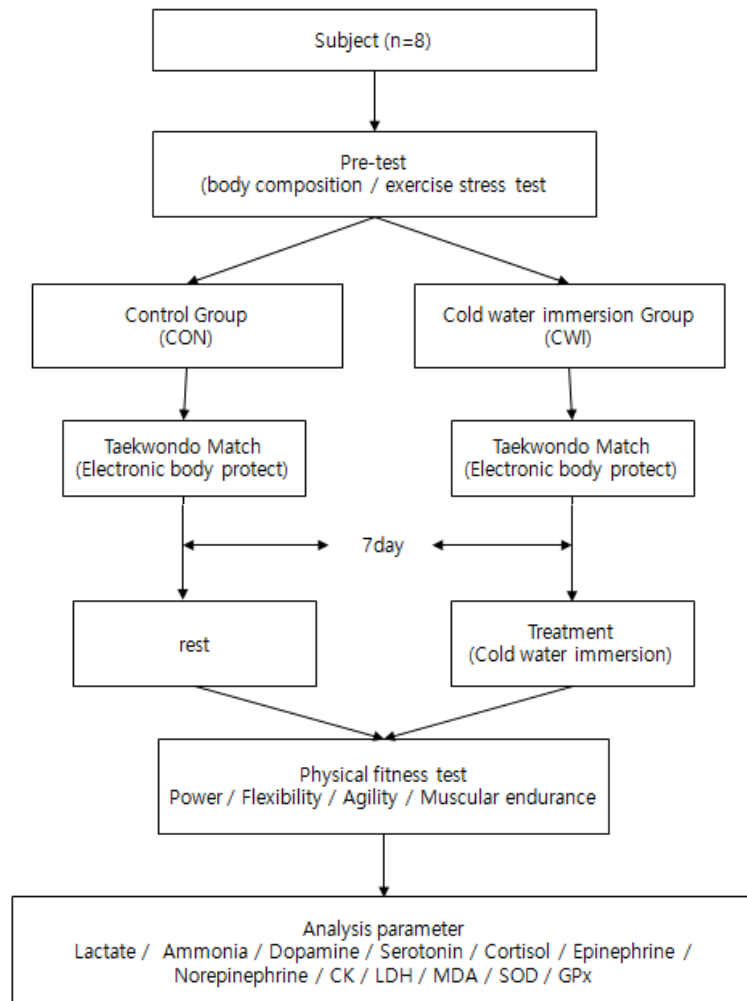 Subject (n=8)
Pre-test
(body composition / exercise stress test
Control Group
(CON)
Cold water immersion Group
(CWI)
Taekwondo Match
(Electronic body protect)
Taekwondo Match
(Electronic body protect)
7day
rest
Treatment
(Cold water immersion)
Physical fitness test
Power / Flexibility / Agility / Muscular endurance
Analysis parameter
Lactate / Ammonia / Dopamine / Serotonin / Cortisol / Epinephrine /
Norepinephrine / CK / LDH / MDA / SOD / GPx